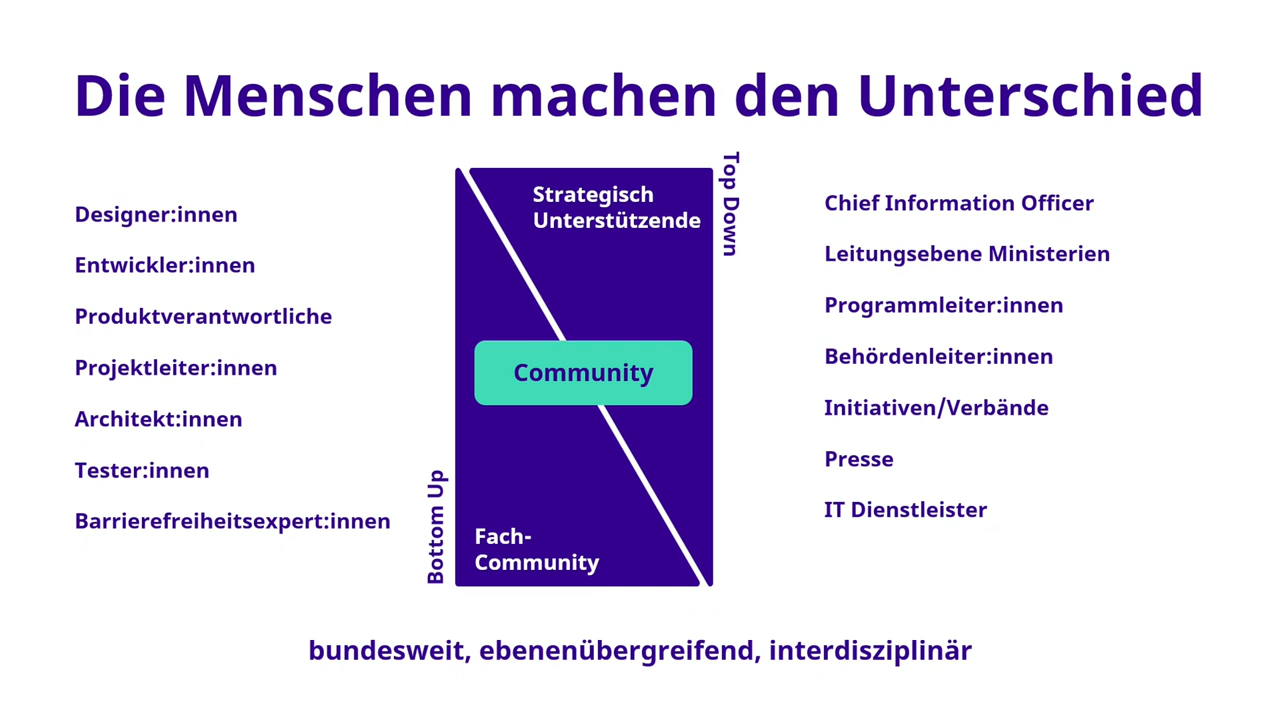 Die Menschen machen den Unterschied
Designer:innen
Entwickler:innen
Produktverantwortliche
Projektleiter:innen
Architekt:innen
Tester:innen
Barrierefreiheitsexpert:innen
Bottom Up
Strategisch
Unterstützende
Community
Fach-
Community
Top Down
Chief Information Officer
Leitungsebene Ministerien
Programmleiter:innen
Behördenleiter:innen
Initiativen/Verbände
Presse
IT Dienstleister
bundesweit, ebenenübergreifend, interdisziplinär